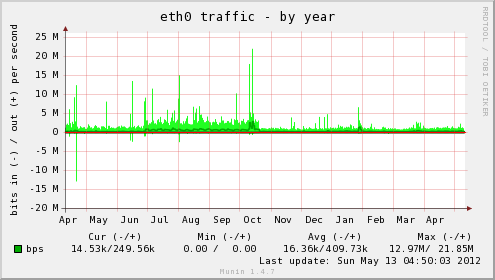 eth0 traffic - by year
RRDTOOL / TOBI OETIKER
bits in (-) / out (+) per second
25 M
20 M
15 M
10 M
5 M
0
-5 M
-10 M
-15 M
-20 M
Apr May Jun Jul Aug Sep Oct Nov Dec Jan Feb Mar Apr
Cur (-/+) Min (-/+) Avg (-/+) Max (-/+)
bps 14.53k/249.56k 0.00 / 0.00 16.36k/409.73k 12.97M/ 21.85M
Last update: Sun May 13 04:50:03 2012
Munin 1.4.7